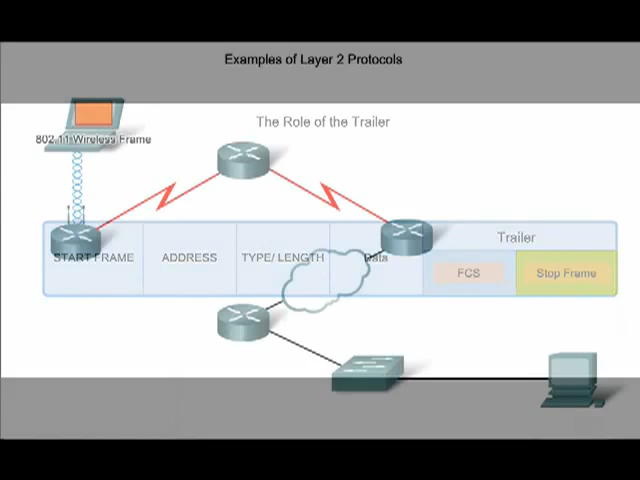 Examples of Layer 2 Protocols
The Role of the Trailer
802.11 Wireless Frame
Trailer
START FRAME
ADDRESS
TYPE/ LENGTH
Data
FCS
Stop Frame